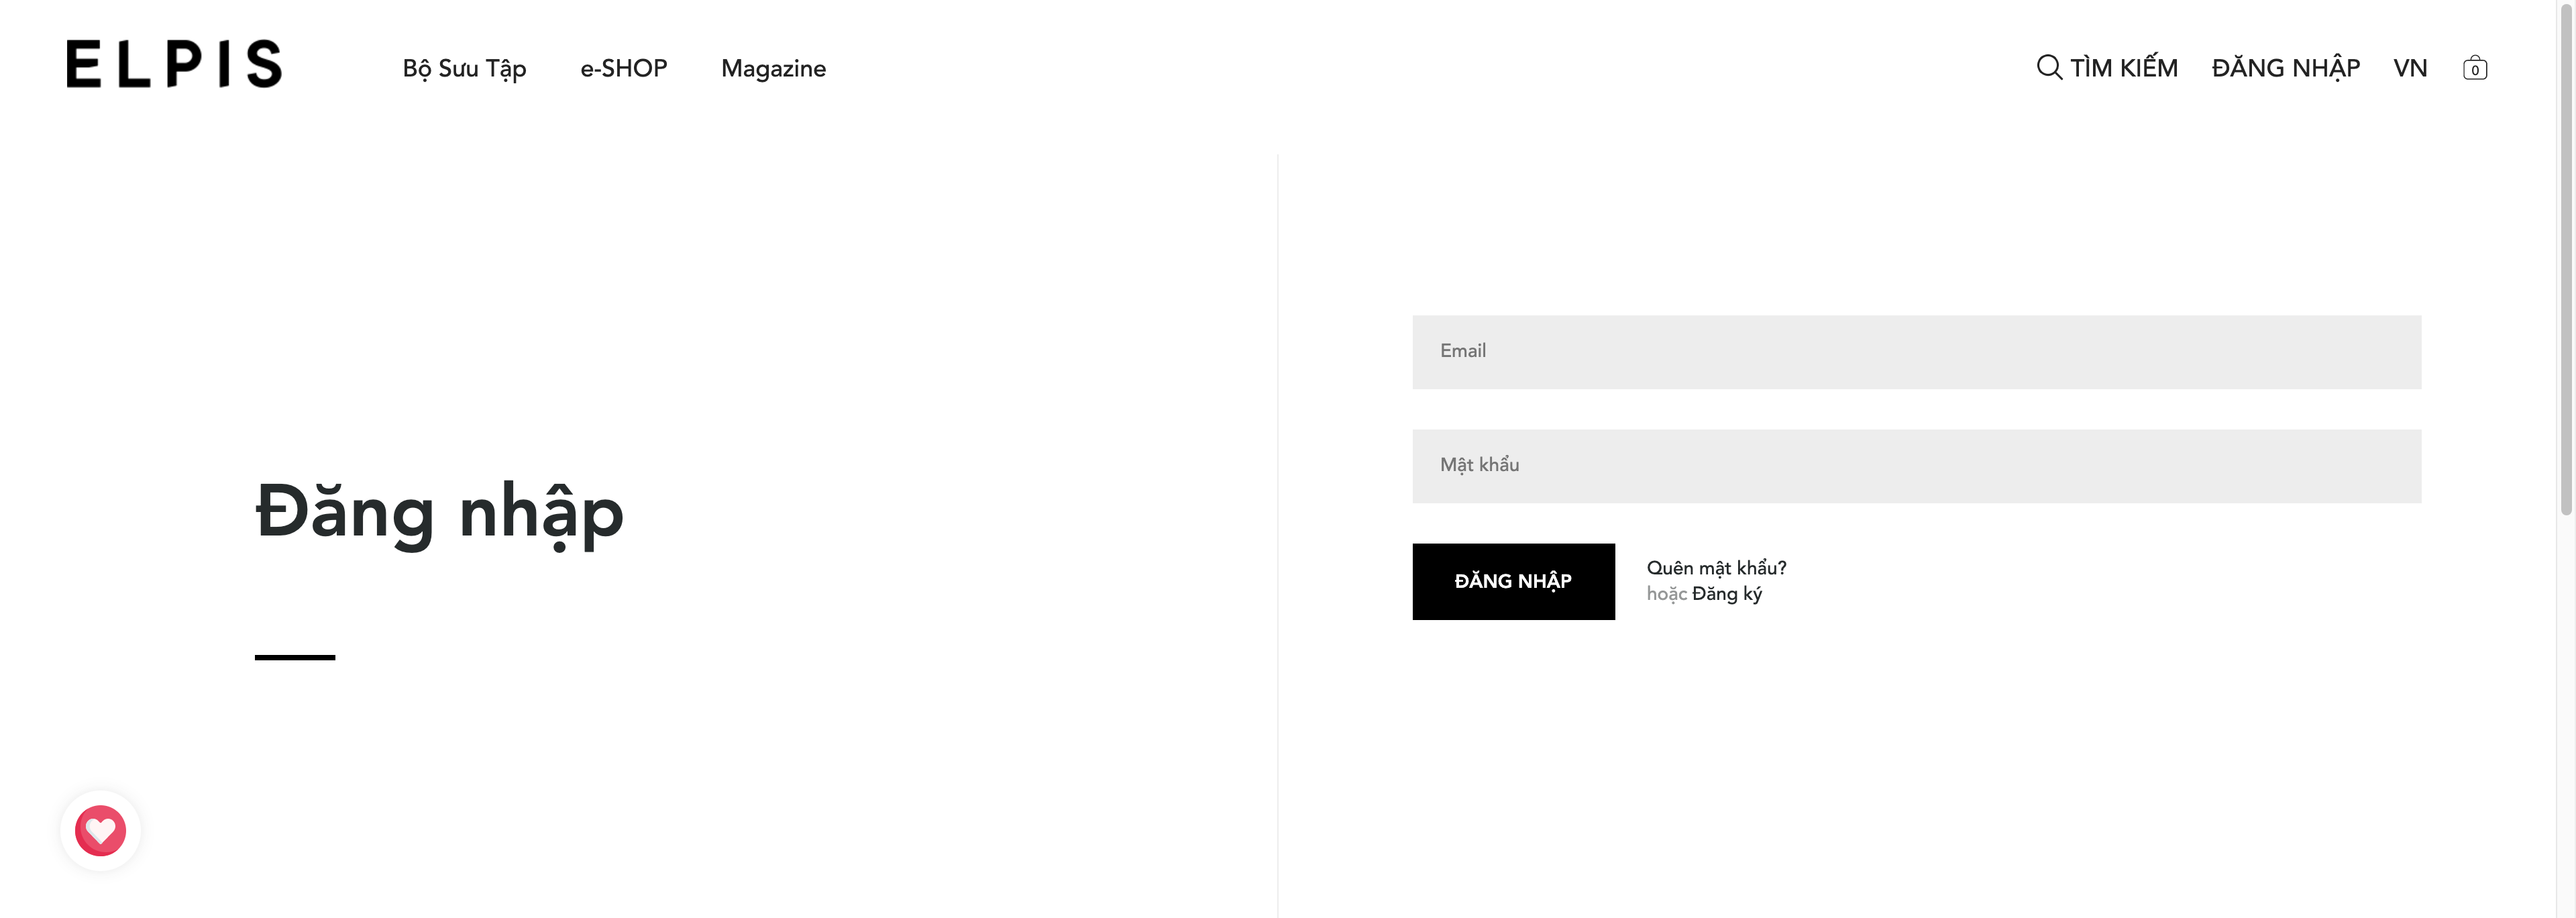 ELPIS
Bộ Sưu Tập
e-SHOP
Magazine
TÌM KIẾM
ĐĂNG NHẬP
VN
0
Đăng nhập
Email
Mật khẩu
ĐĂNG NHẬP
Quên mật khẩu?
hoặc Đăng ký